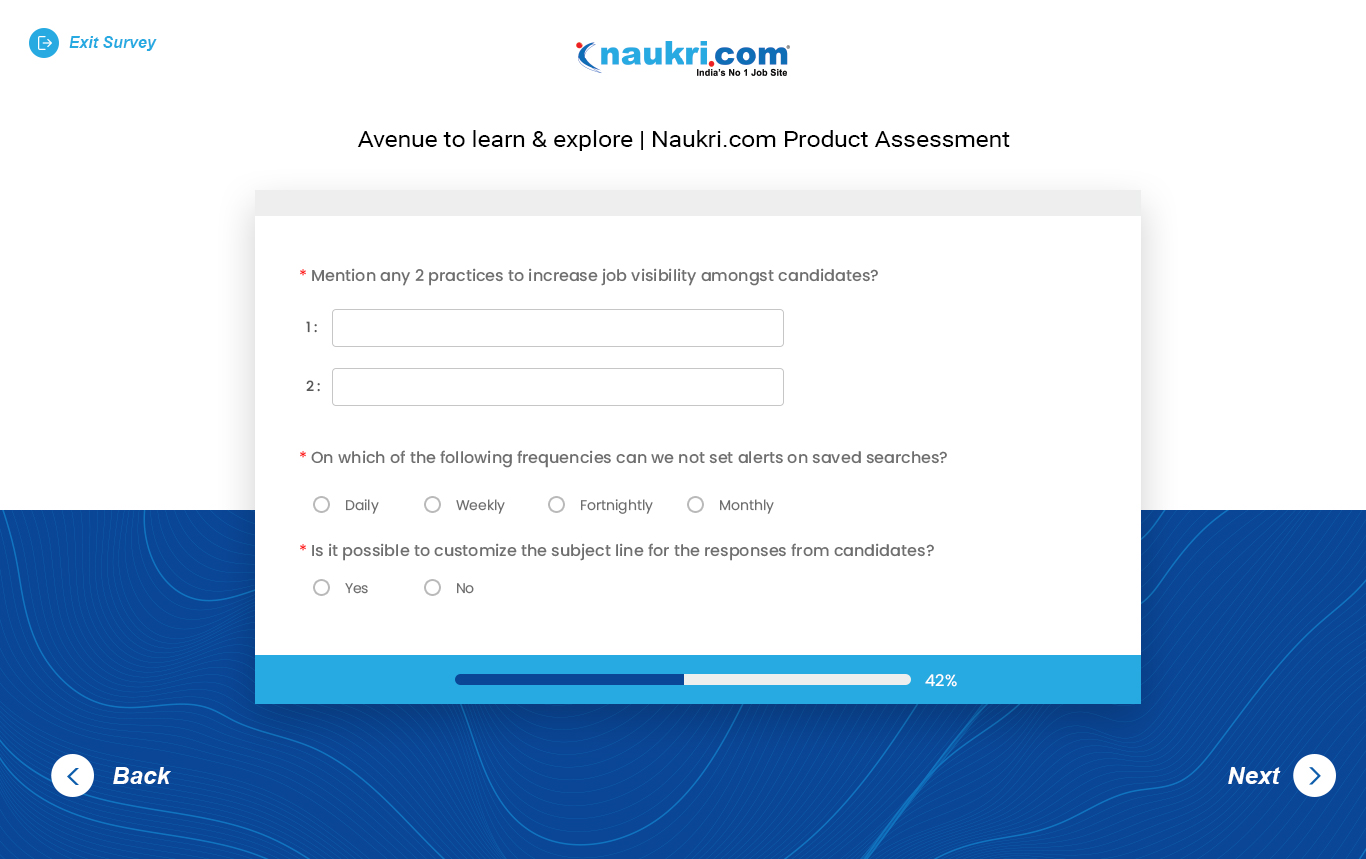 Exit Survey
naukri.com
India's No 1 Job Site
Avenue to learn & explore | Naukri.com Product Assessment
* Mention any 2 practices to increase job visibility amongst candidates?
1 :
2 :
* On which of the following frequencies can we not set alerts on saved searches?
Daily Weekly Fortnightly Monthly
* Is it possible to customize the subject line for the responses from candidates?
Yes No
42%
Back Next